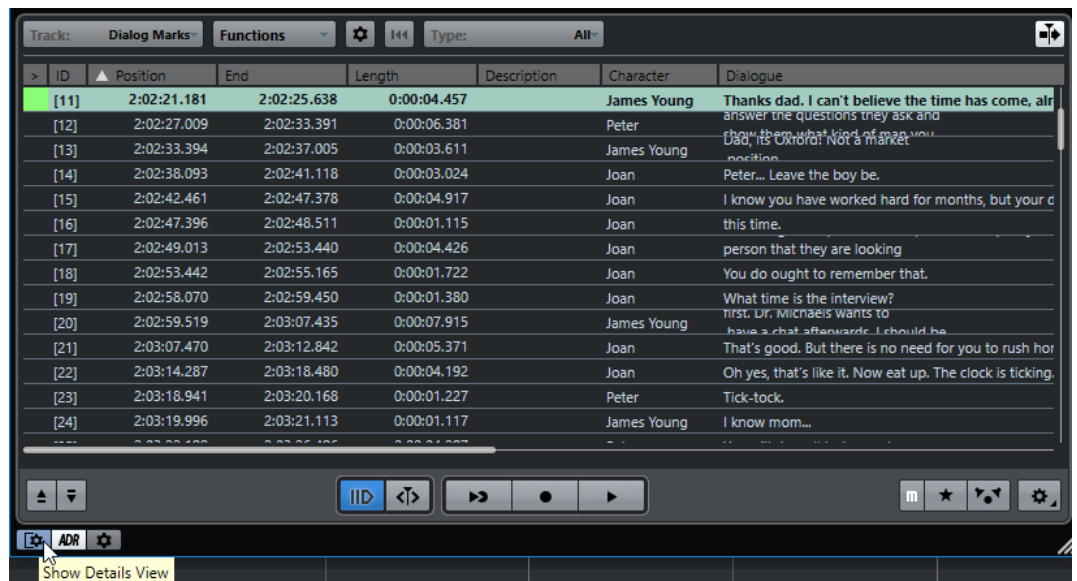 Track: Dialog Marks Functions Type: All
> ID Position End Length Description Character Dialogue
[11] 2:02:21.181 2:02:25.638 0:00:04.457 James Young Thanks dad. I can't believe the time has come, alr
[12] 2:02:27.009 2:02:33.391 0:00:06.381 Peter answer the questions they ask and
show them what kind of man you
[13] 2:02:33.394 2:02:37.005 0:00:03.611 James Young Dad, its Oxford! Not a market
position
[14] 2:02:38.093 2:02:41.118 0:00:03.024 Joan Peter... Leave the boy be.
[15] 2:02:42.461 2:02:47.378 0:00:04.917 Joan I know you have worked hard for months, but your d
[16] 2:02:47.396 2:02:48.511 0:00:01.115 Joan this time.
[17] 2:02:49.013 2:02:53.440 0:00:04.426 Joan person that they are looking
[18] 2:02:53.442 2:02:55.165 0:00:01.722 Joan You do ought to remember that.
[19] 2:02:58.070 2:02:59.450 0:00:01.380 Joan What time is the interview?
[20] 2:02:59.519 2:03:07.435 0:00:07.915 James Young first. Dr. Michaels wants to
have a chat afterwards. I should be
[21] 2:03:07.470 2:03:12.842 0:00:05.371 Joan That's good. But there is no need for you to rush hor
[22] 2:03:14.287 2:03:18.480 0:00:04.192 Joan Oh yes, that's like it. Now eat up. The clock is ticking.
[23] 2:03:18.941 2:03:20.168 0:00:01.227 Peter Tick-tock.
[24] 2:03:19.996 2:03:21.113 0:00:01.117 James Young I know mom...
m
ADR
Show Details View